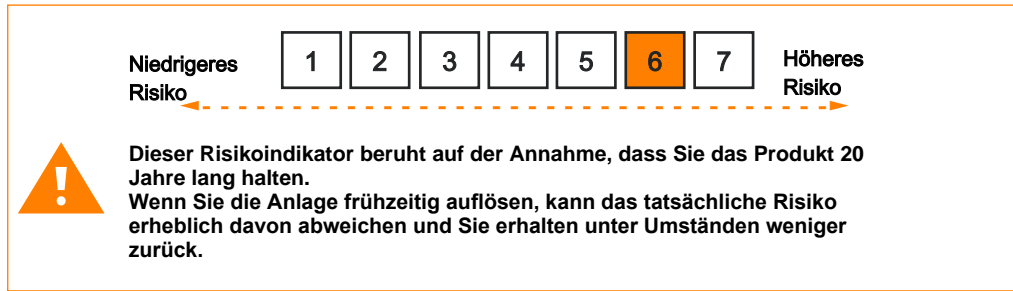 Niedrigeres
Risiko
1 2 3 4 5 6 7
Höheres
Risiko
Dieser Risikoindikator beruht auf der Annahme, dass Sie das Produkt 20
Jahre lang halten.
Wenn Sie die Anlage frühzeitig auflösen, kann das tatsächliche Risiko
erheblich davon abweichen und Sie erhalten unter Umständen weniger
zurück.